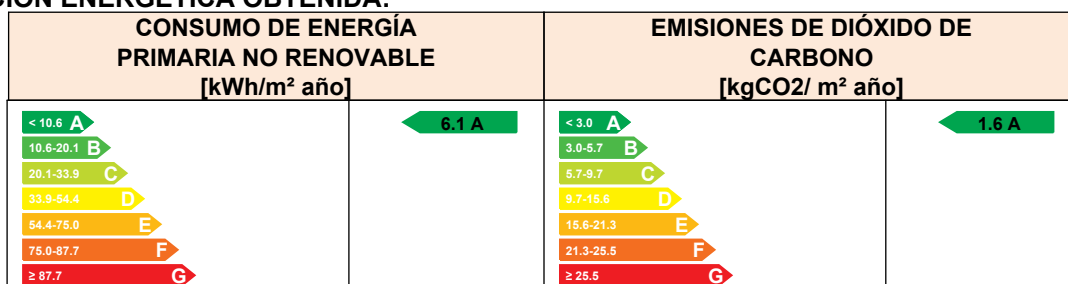 CIÓN ENERGÉTICA OBTENIDA:
CONSUMO DE ENERGÍA
PRIMARIA NO RENOVABLE
[kWh/m² año]
EMISIONES DE DIÓXIDO DE
CARBONO
[kgCO2/ m² año]
< 10.6 A
10.6-20.1 B
20.1-33.9 C
33.9-54.4 D
54.4-75.0 E
75.0-87.7 F
≥ 87.7 G
6.1 A
< 3.0 A
3.0-5.7 B
5.7-9.7 C
9.7-15.6 D
15.6-21.3 E
21.3-25.5 F
≥ 25.5 G
1.6 A